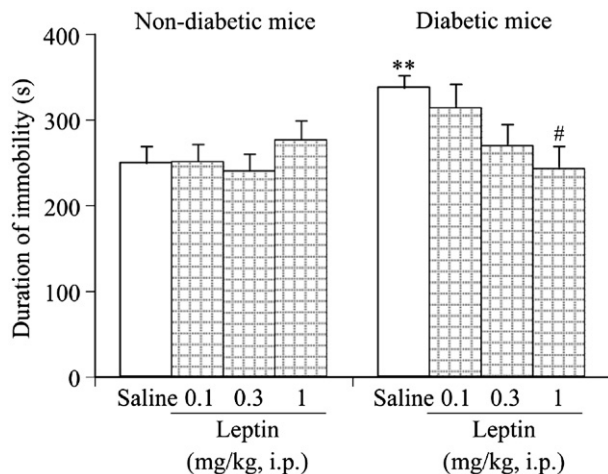 Non-diabetic mice
Diabetic mice
Duration of immobility (s)
400
300
200
100
0
**
#
Saline 0.1 0.3 1
Leptin
(mg/kg, i.p.)
Saline 0.1 0.3 1
Leptin
(mg/kg, i.p.)